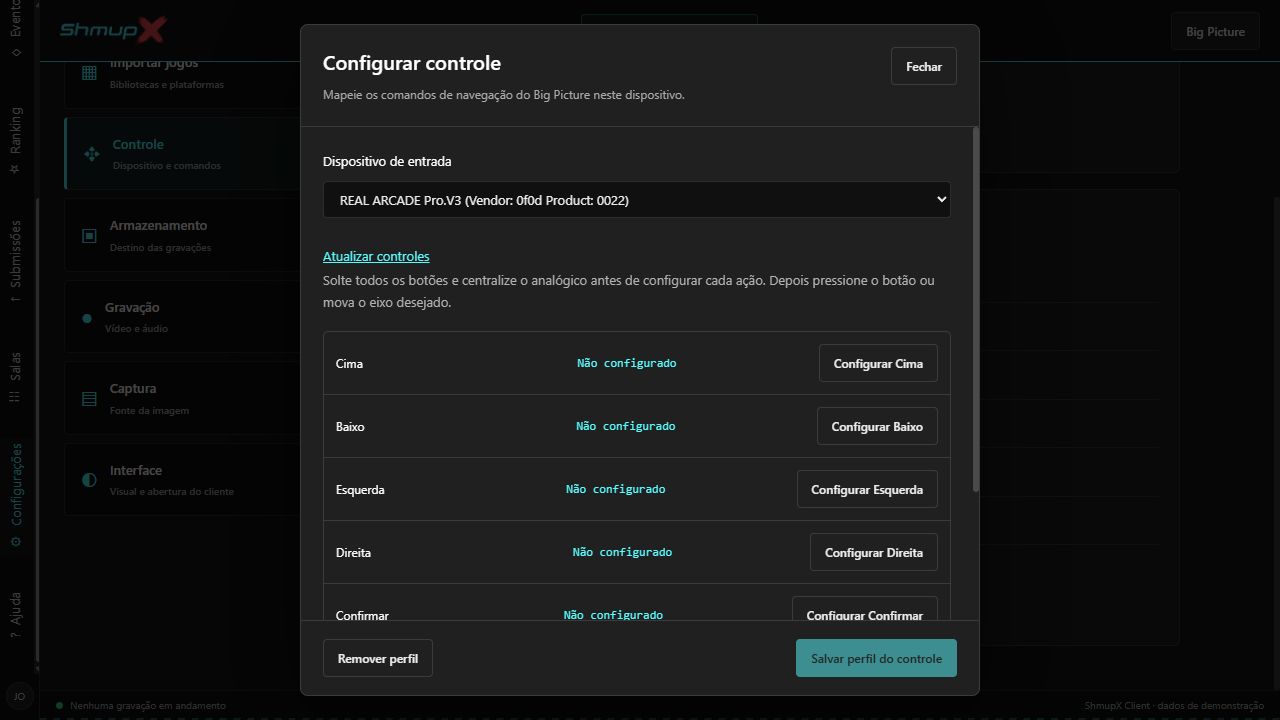 Evento
Ranking
Submissões
Salas
Configurações
? Ajuda
JO
ShmupX
Big Picture
Importar jogos
Bibliotecas e plataformas
Controle
Dispositivo e comandos
Armazenamento
Destino das gravações
Gravação
Vídeo e áudio
Captura
Fonte da imagem
Interface
Visual e abertura do cliente
Configurar controle
Fechar
Mapeie os comandos de navegação do Big Picture neste dispositivo.
Dispositivo de entrada
REAL ARCADE Pro.V3 (Vendor: 0f0d Product: 0022)
Atualizar controles
Solte todos os botões e centralize o analógico antes de configurar cada ação. Depois pressione o botão ou
mova o eixo desejado.
Cima Não configurado Configurar Cima
Baixo Não configurado Configurar Baixo
Esquerda Não configurado Configurar Esquerda
Direita Não configurado Configurar Direita
Confirmar Não configurado Configurar Confirmar
Remover perfil
Salvar perfil do controle
Nenhuma gravação em andamento
ShmupX Client · dados de demonstração